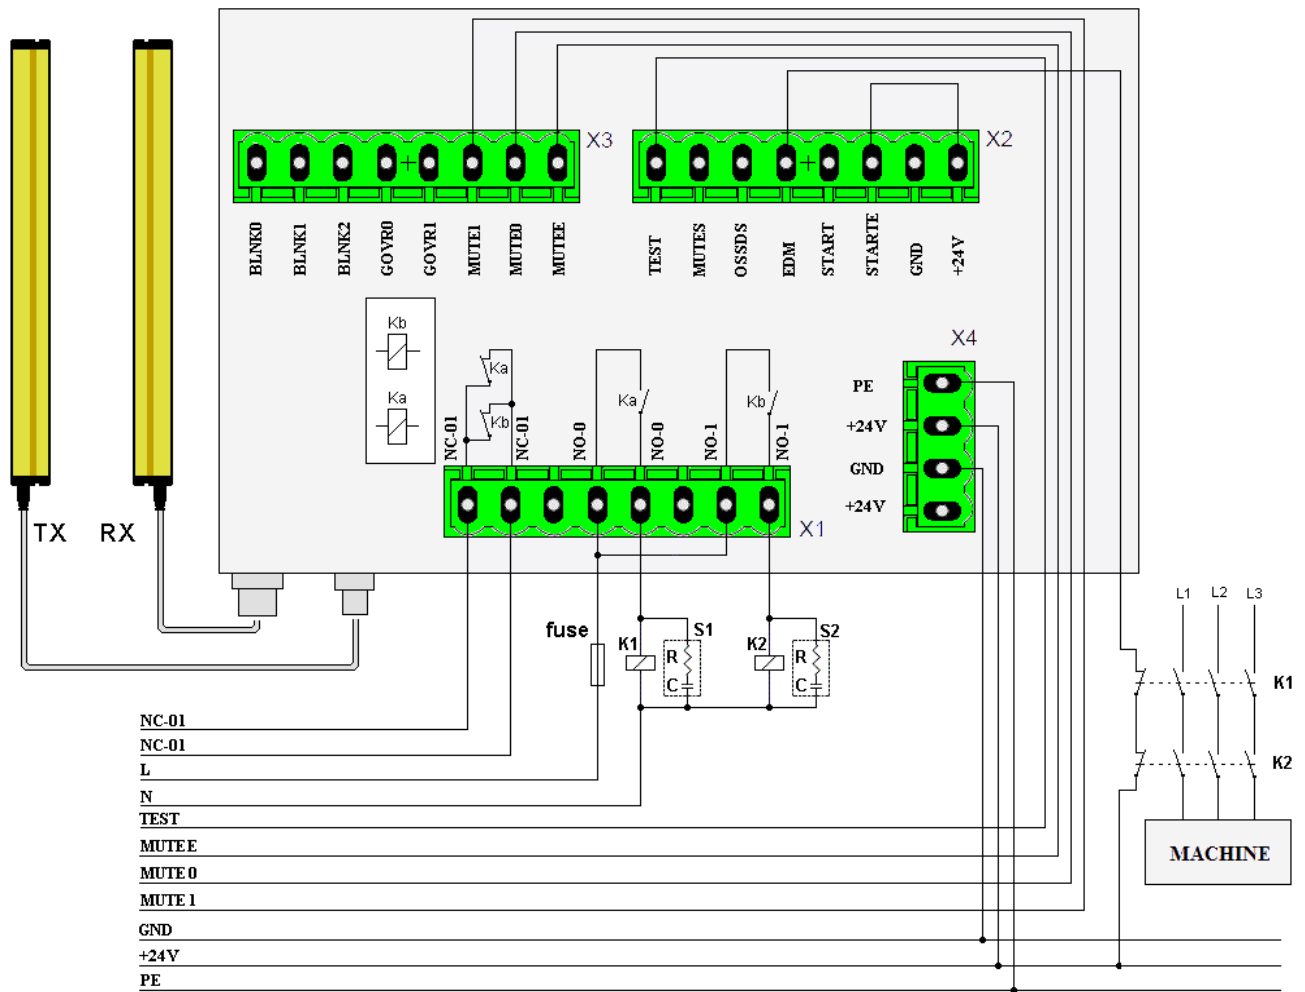 X3
X2
BLNK0
BLNK1
BLNK2
GOVR0
GOVR1
MUTE1
MUTE0
MUTEE
TEST
MUTES
OSSDS
EDM
START
STARTE
GND
+24V
Kb
Ka
NC-01
Ka
Kb
NC-01
NO-0
Ka
NO-0
NO-1
Kb
NO-1
X4
PE
+24V
GND
+24V
X1
TX
RX
fuse
K1
S1
R
C
K2
S2
R
C
L1
L2
L3
K1
K2
MACHINE
NC-01
NC-01
L
N
TEST
MUTEE
MUTE 0
MUTE 1
GND
+24V
PE